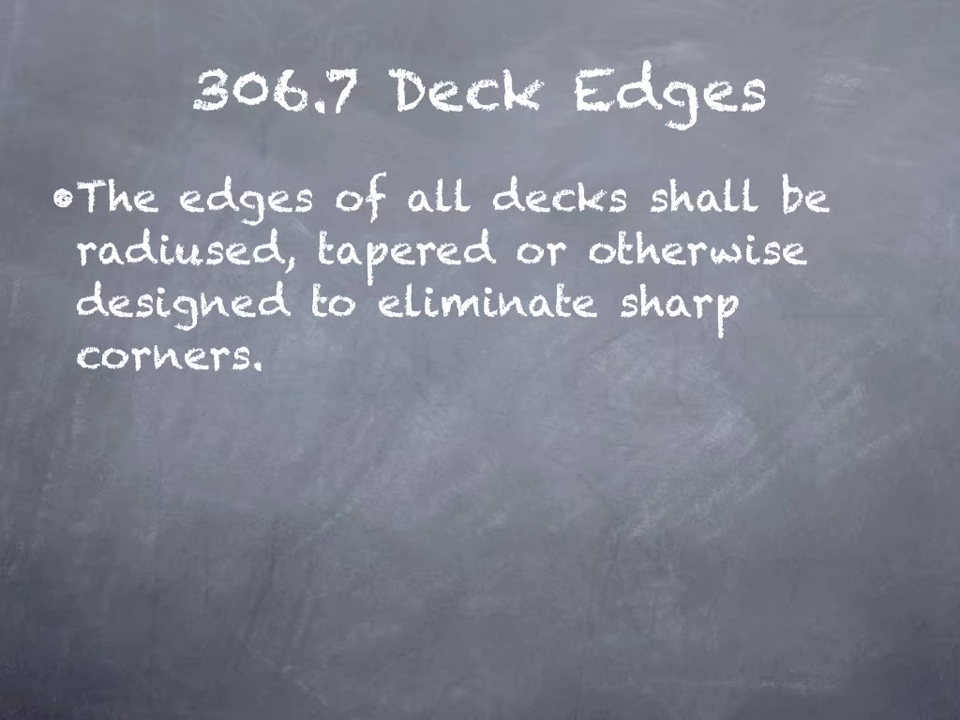 306.7 Deck Edges
•The edges of all decks shall be
radiused, tapered or otherwise
designed to eliminate sharp
corners.